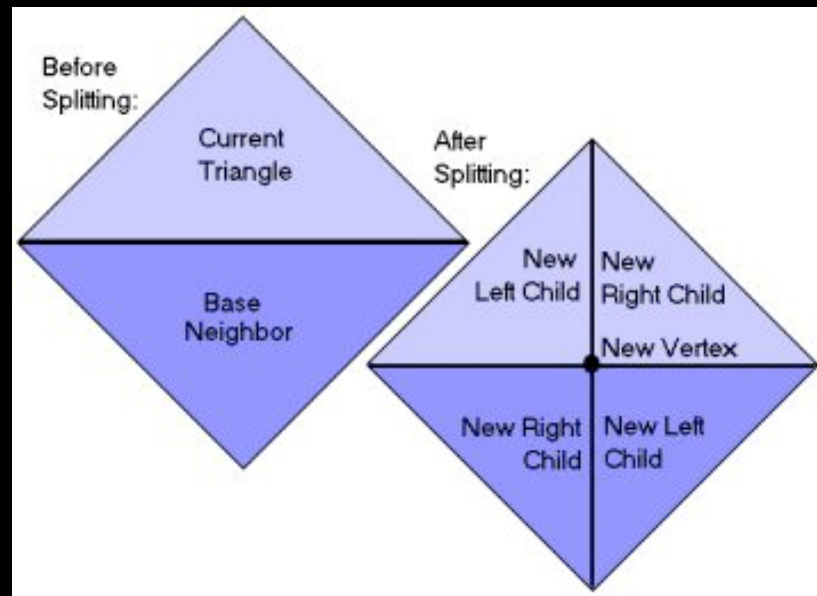 Before
Splitting:
Current
Triangle
Base
Neighbor
After
Splitting:
New
Left Child
New
Right Child
New Vertex
New Right
Child
New Left
Child